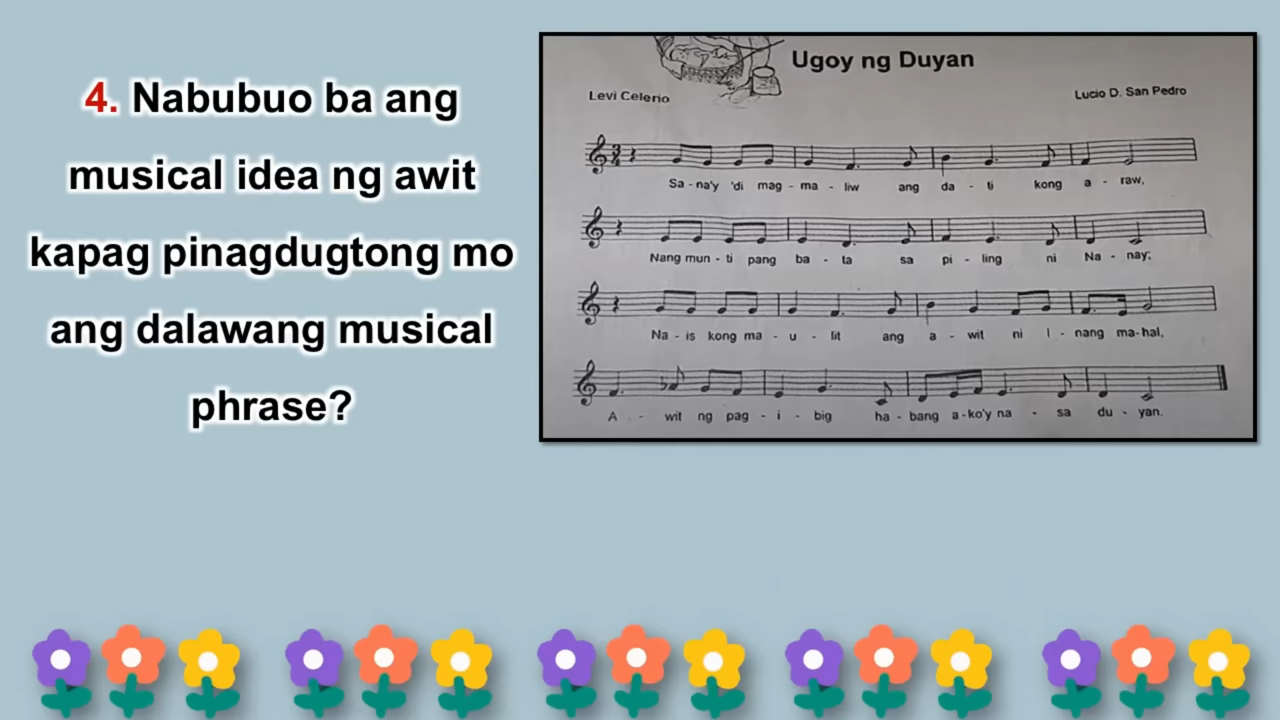 4. Nabubuo ba ang
musical idea ng awit
kapag pinagdugtong mo
ang dalawang musical
phrase?
Ugoy ng Duyan
Levi Celerio
Lucio D. San Pedro
3
4
Sa - na'y 'di mag - ma - liw ang da - ti kong a - raw,
Nang mun - ti pang ba - ta sa pi - ling ni Na - nay;
Na - is kong ma - u - lit ang a - wit ni I - nang ma - hal,
A - wit ng pag - i - big ha - bang a - ko'y na - sa du - yan.